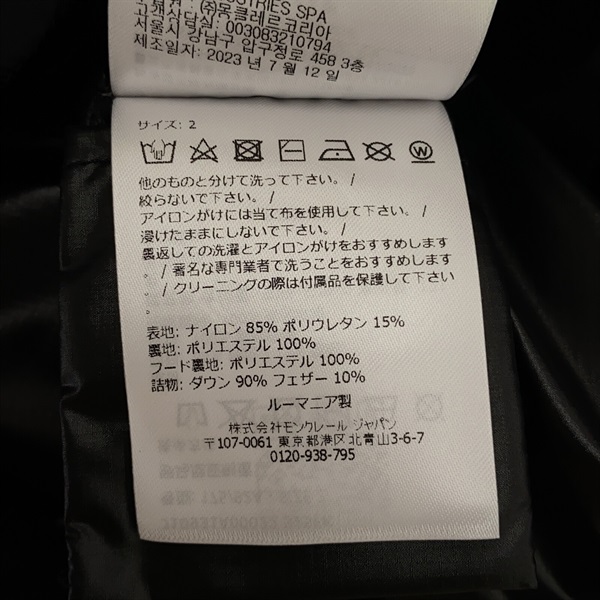 STRIES SPA
: ㈜몽클레르코리아
고객상담실 : 003083210794
서울시 강남구 압구정로 458 3층
제조일자 : 2023 년 7 월 12 일
サイズ: 2
W
他のものと分けて洗って下さい。 /
絞らないで下さい。 /
アイロンがけには当て布を使用して下さい。 /
浸けたままにしないで下さい。 /
裏返しての洗濯とアイロンがけをおすすめします
。 / 著名な専門業者で洗うことをおすすめします
。 / クリーニングの際は付属品を保護して下さい
。
表地: ナイロン 85% ポリウレタン 15%
裏地: ポリエステル 100%
フード裏地: ポリエステル 100%
詰物: ダウン 90% フェザー 10%
ルーマニア製
株式会社モンクレール ジャパン
〒107-0061 東京都港区北青山3-6-7
0120-938-795